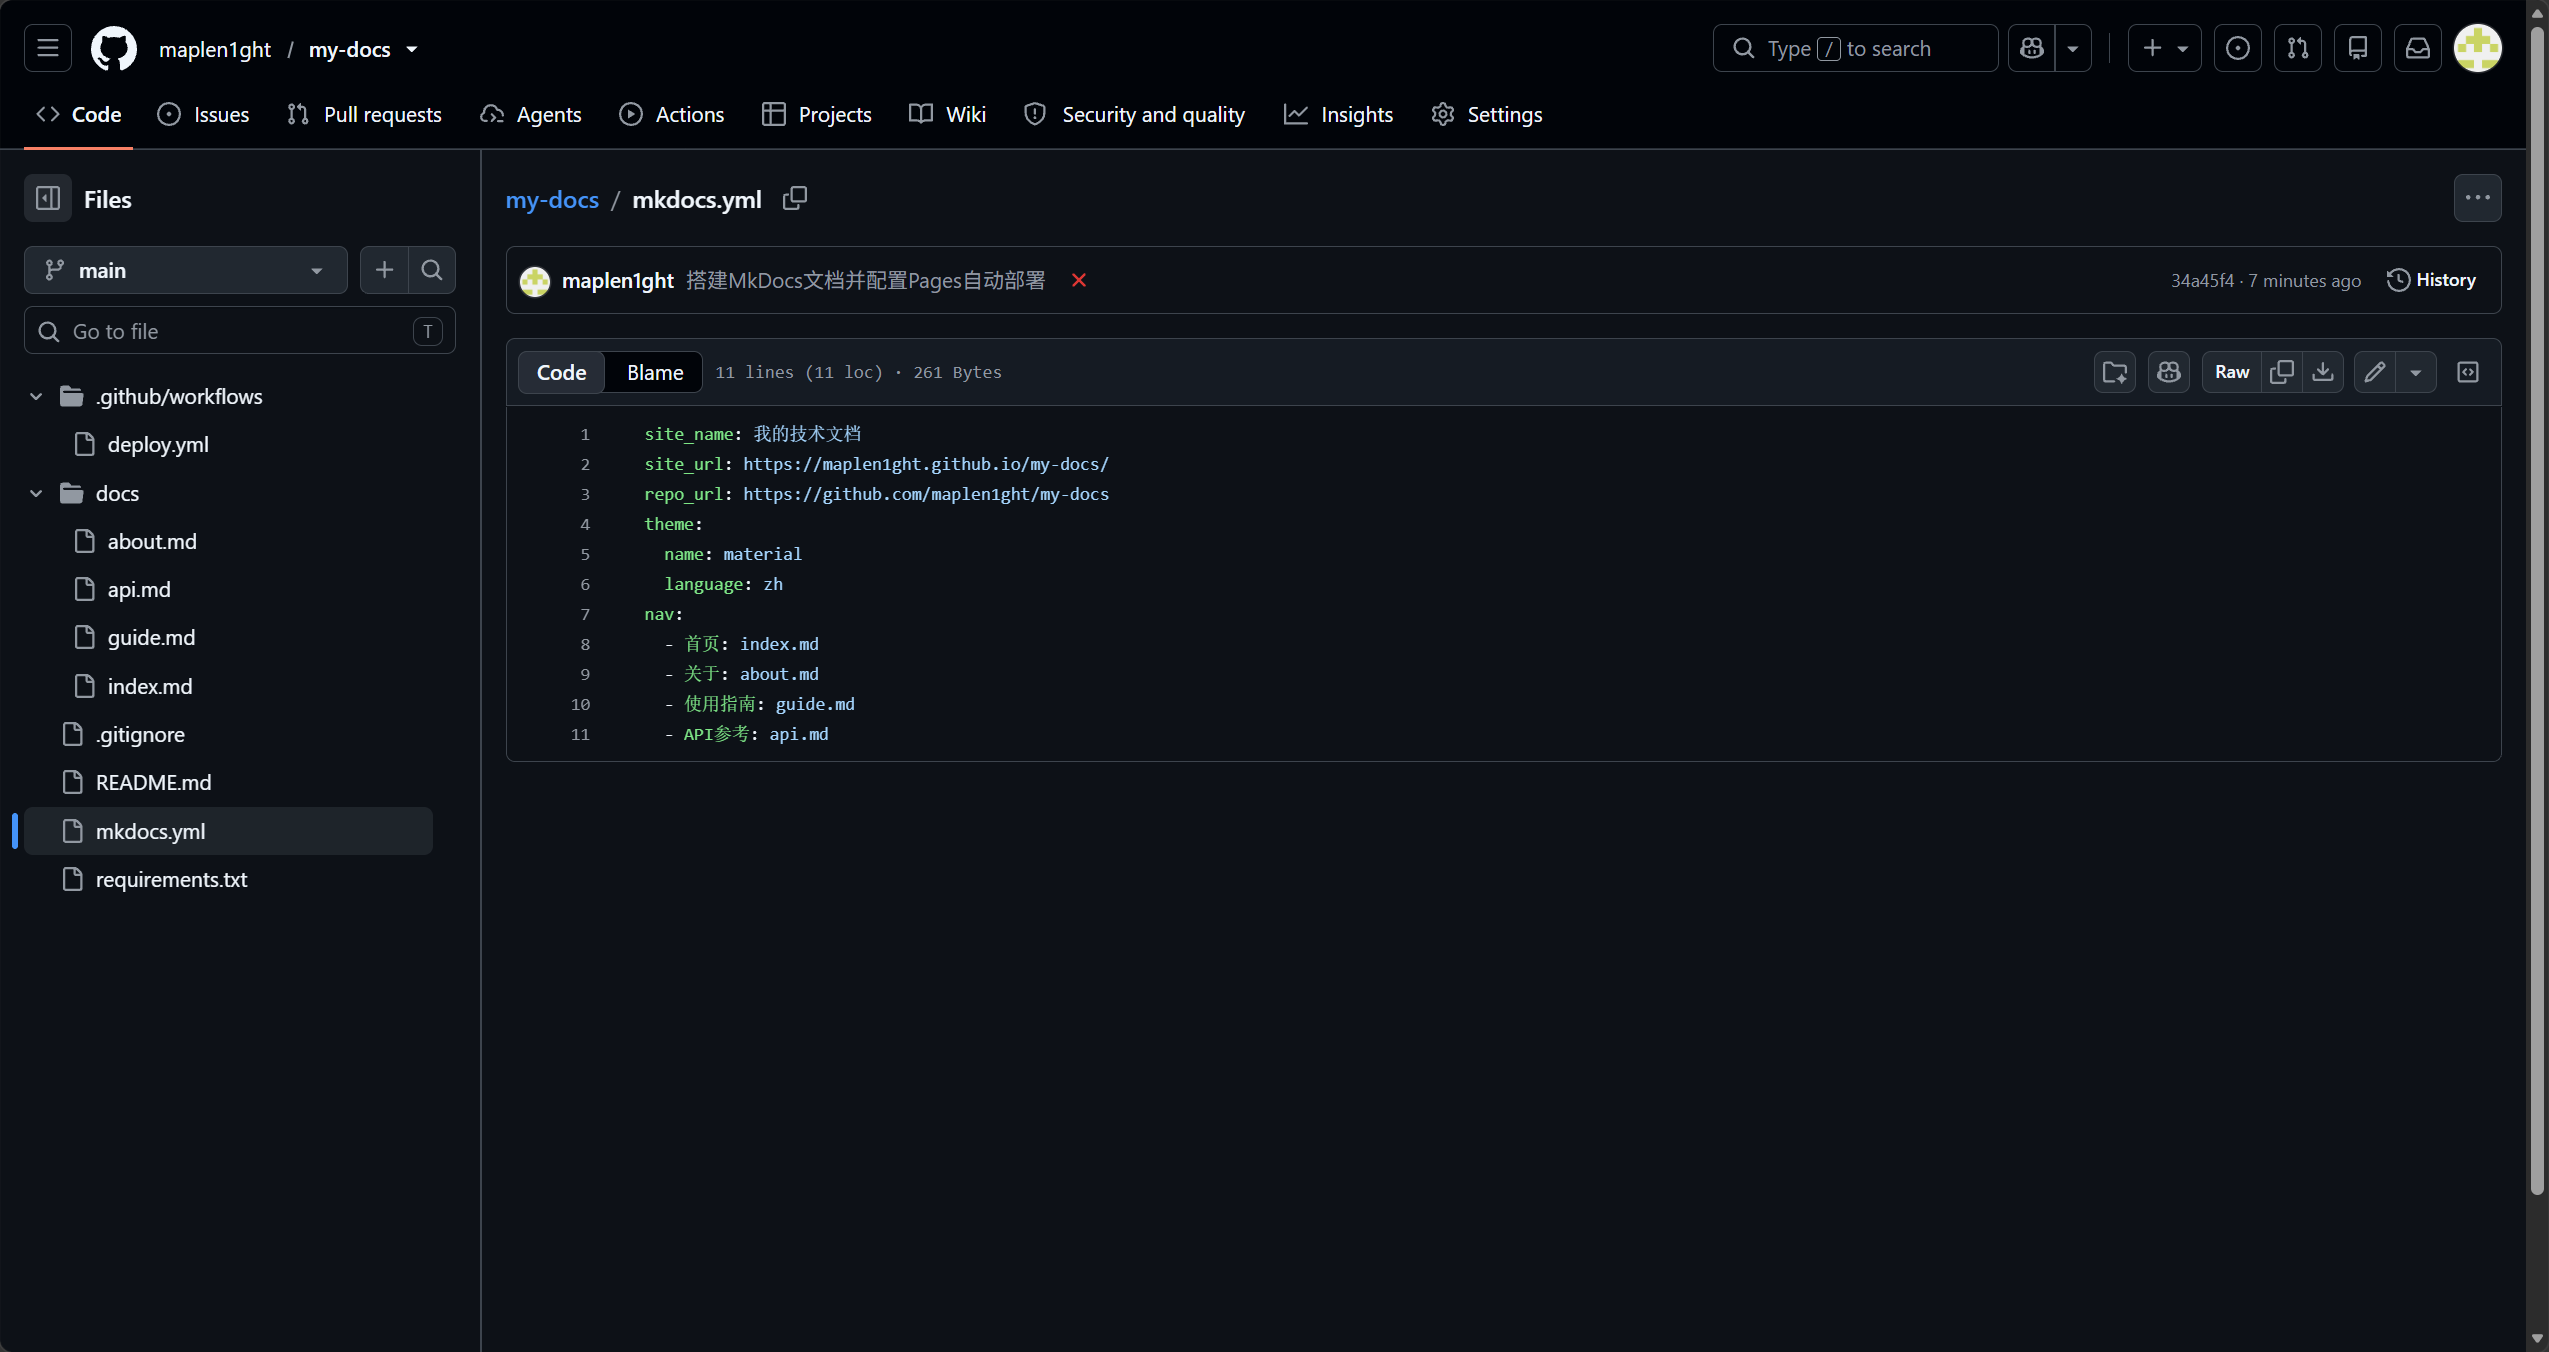 maplen1ght / my-docs
Type / to search
Code Issues Pull requests Agents Actions Projects Wiki Security and quality Insights Settings
Files
main
Go to file T
.github/workflows
deploy.yml
docs
about.md
api.md
guide.md
index.md
.gitignore
README.md
mkdocs.yml
requirements.txt
my-docs / mkdocs.yml
maplen1ght 搭建MkDocs文档并配置Pages自动部署 34a45f4 · 7 minutes ago History
Code Blame 11 lines (11 loc) · 261 Bytes Raw
1 site_name: 我的技术文档
2 site_url: https://maplen1ght.github.io/my-docs/
3 repo_url: https://github.com/maplen1ght/my-docs
4 theme:
5   name: material
6   language: zh
7 nav:
8   - 首页: index.md
9   - 关于: about.md
10   - 使用指南: guide.md
11   - API参考: api.md